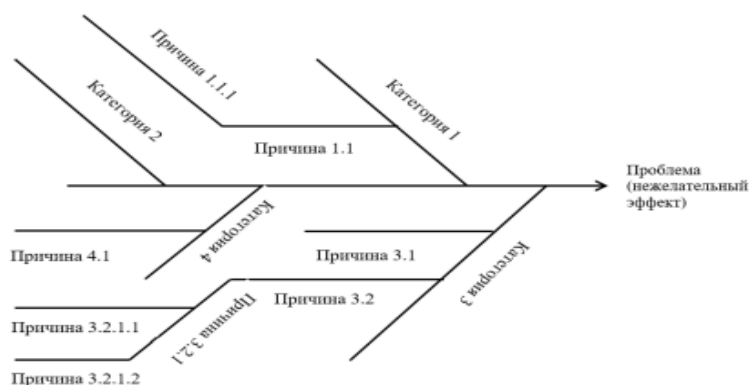 Причина 1.1.1
Категория 1
Категория 2
Причина 1.1
Проблема
(нежелательный
эффект)
Категория 4
Причина 4.1
Причина 3.1
Категория 3
Причина 3.2
Причина 3.2.1
Причина 3.2.1.1
Причина 3.2.1.2